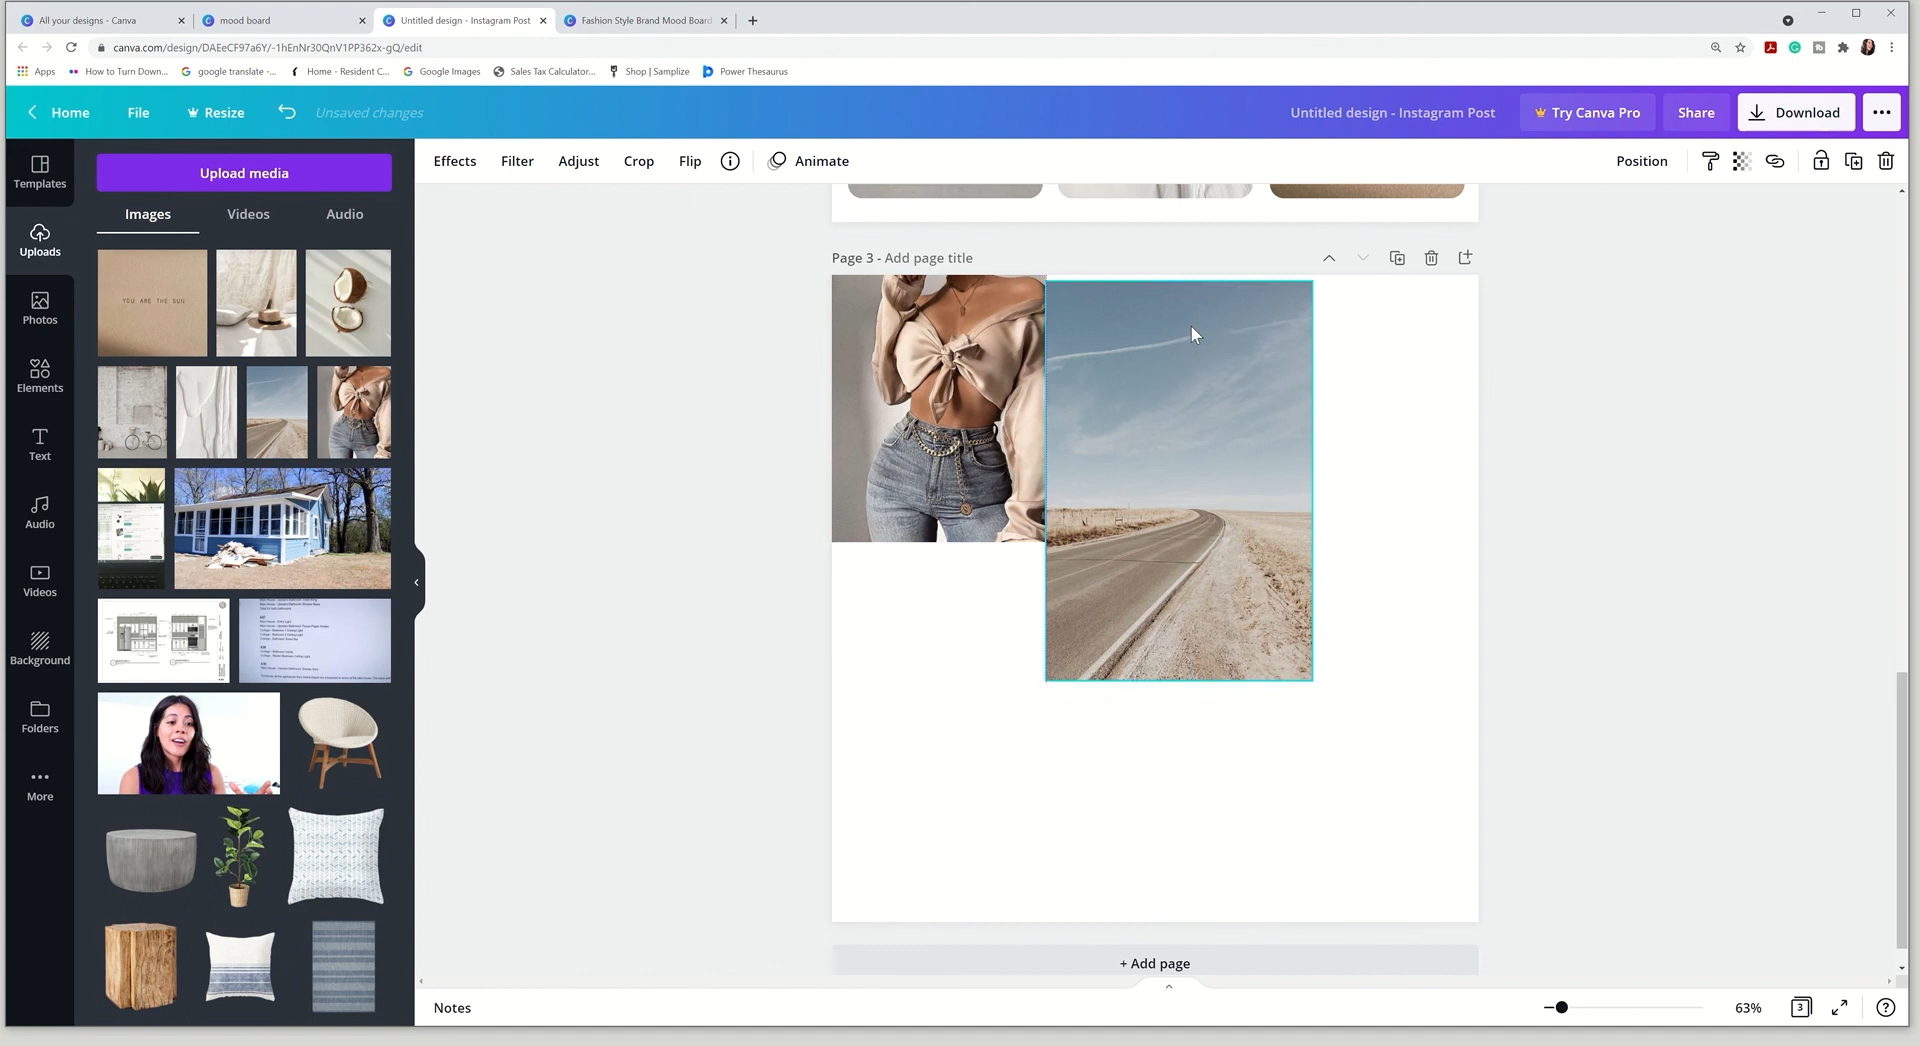 All your designs - Canva
mood board
Untitled design - Instagram Post
Fashion Style Brand Mood Board
canva.com/design/DAEeCF97a6Y/-1hEnNr30QnV1PP362x-gQ/edit
Apps
How to Turn Down...
google translate -...
Home - Resident C...
Google Images
Sales Tax Calculator...
Shop | Samplize
Power Thesaurus
Home
File
Resize
Unsaved changes
Untitled design - Instagram Post
Try Canva Pro
Share
Download
Templates
Uploads
Photos
Elements
Text
Audio
Videos
Background
Folders
More
Upload media
Images
Videos
Audio
YOU ARE THE SUN
Effects
Filter
Adjust
Crop
Flip
Animate
Position
Page 3 - Add page title
+ Add page
Notes
63%
3